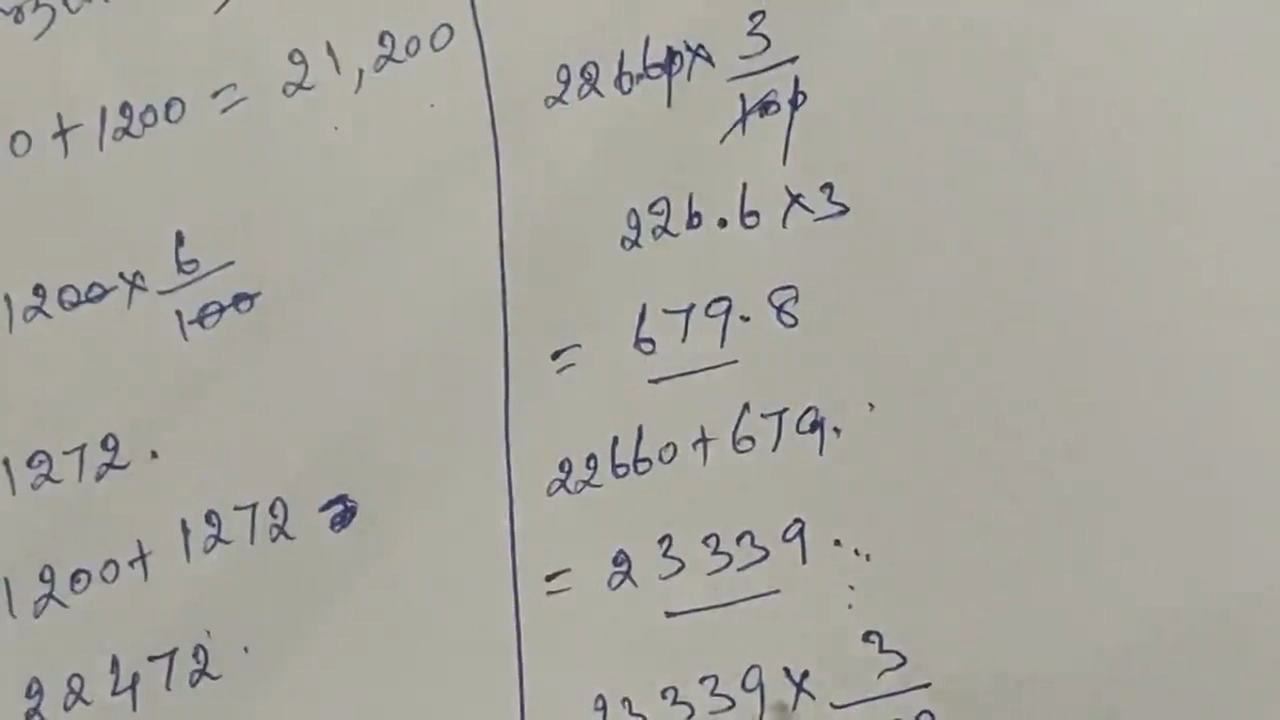 0 + 1200 = 21,200
1200 × 6/100
1272.
1200 + 1272
22472.
22660 × 3/100
226.6 × 3
= 679.8
22660 + 679.
= 23339...
23339 × 3